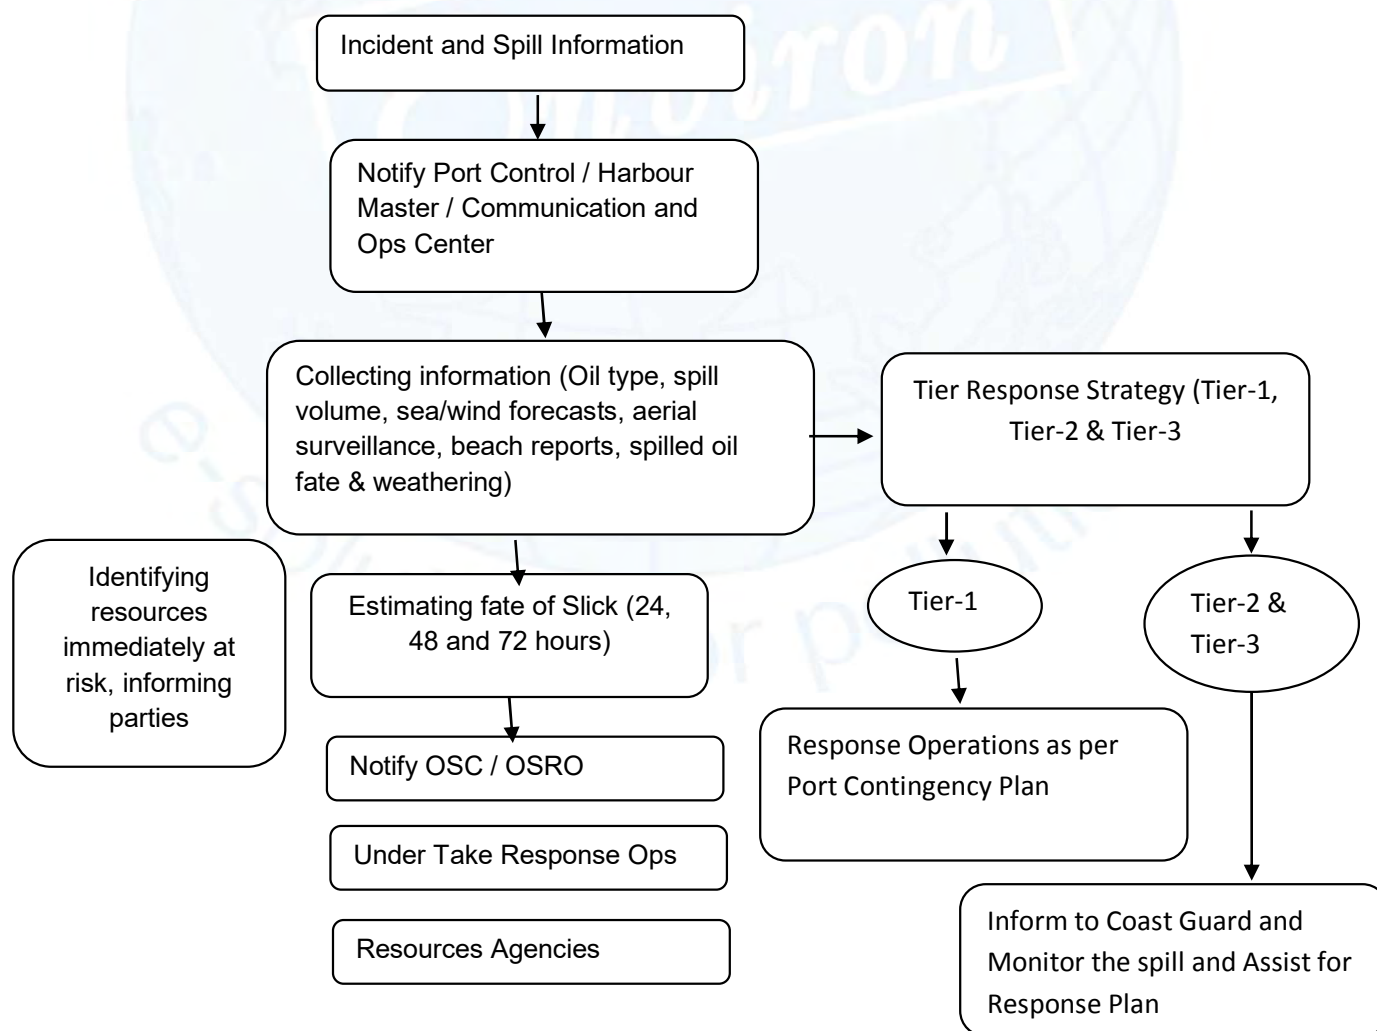 Incident and Spill Information
Notify Port Control / Harbour
Master / Communication and
Ops Center
Collecting information (Oil type, spill
volume, sea/wind forecasts, aerial
surveillance, beach reports, spilled oil
fate & weathering)
Tier Response Strategy (Tier-1,
Tier-2 & Tier-3
Identifying
resources
immediately at
risk, informing
parties
Estimating fate of Slick (24,
48 and 72 hours)
Tier-1
Tier-2 &
Tier-3
Notify OSC / OSRO
Response Operations as per
Port Contingency Plan
Under Take Response Ops
Resources Agencies
Inform to Coast Guard and
Monitor the spill and Assist for
Response Plan